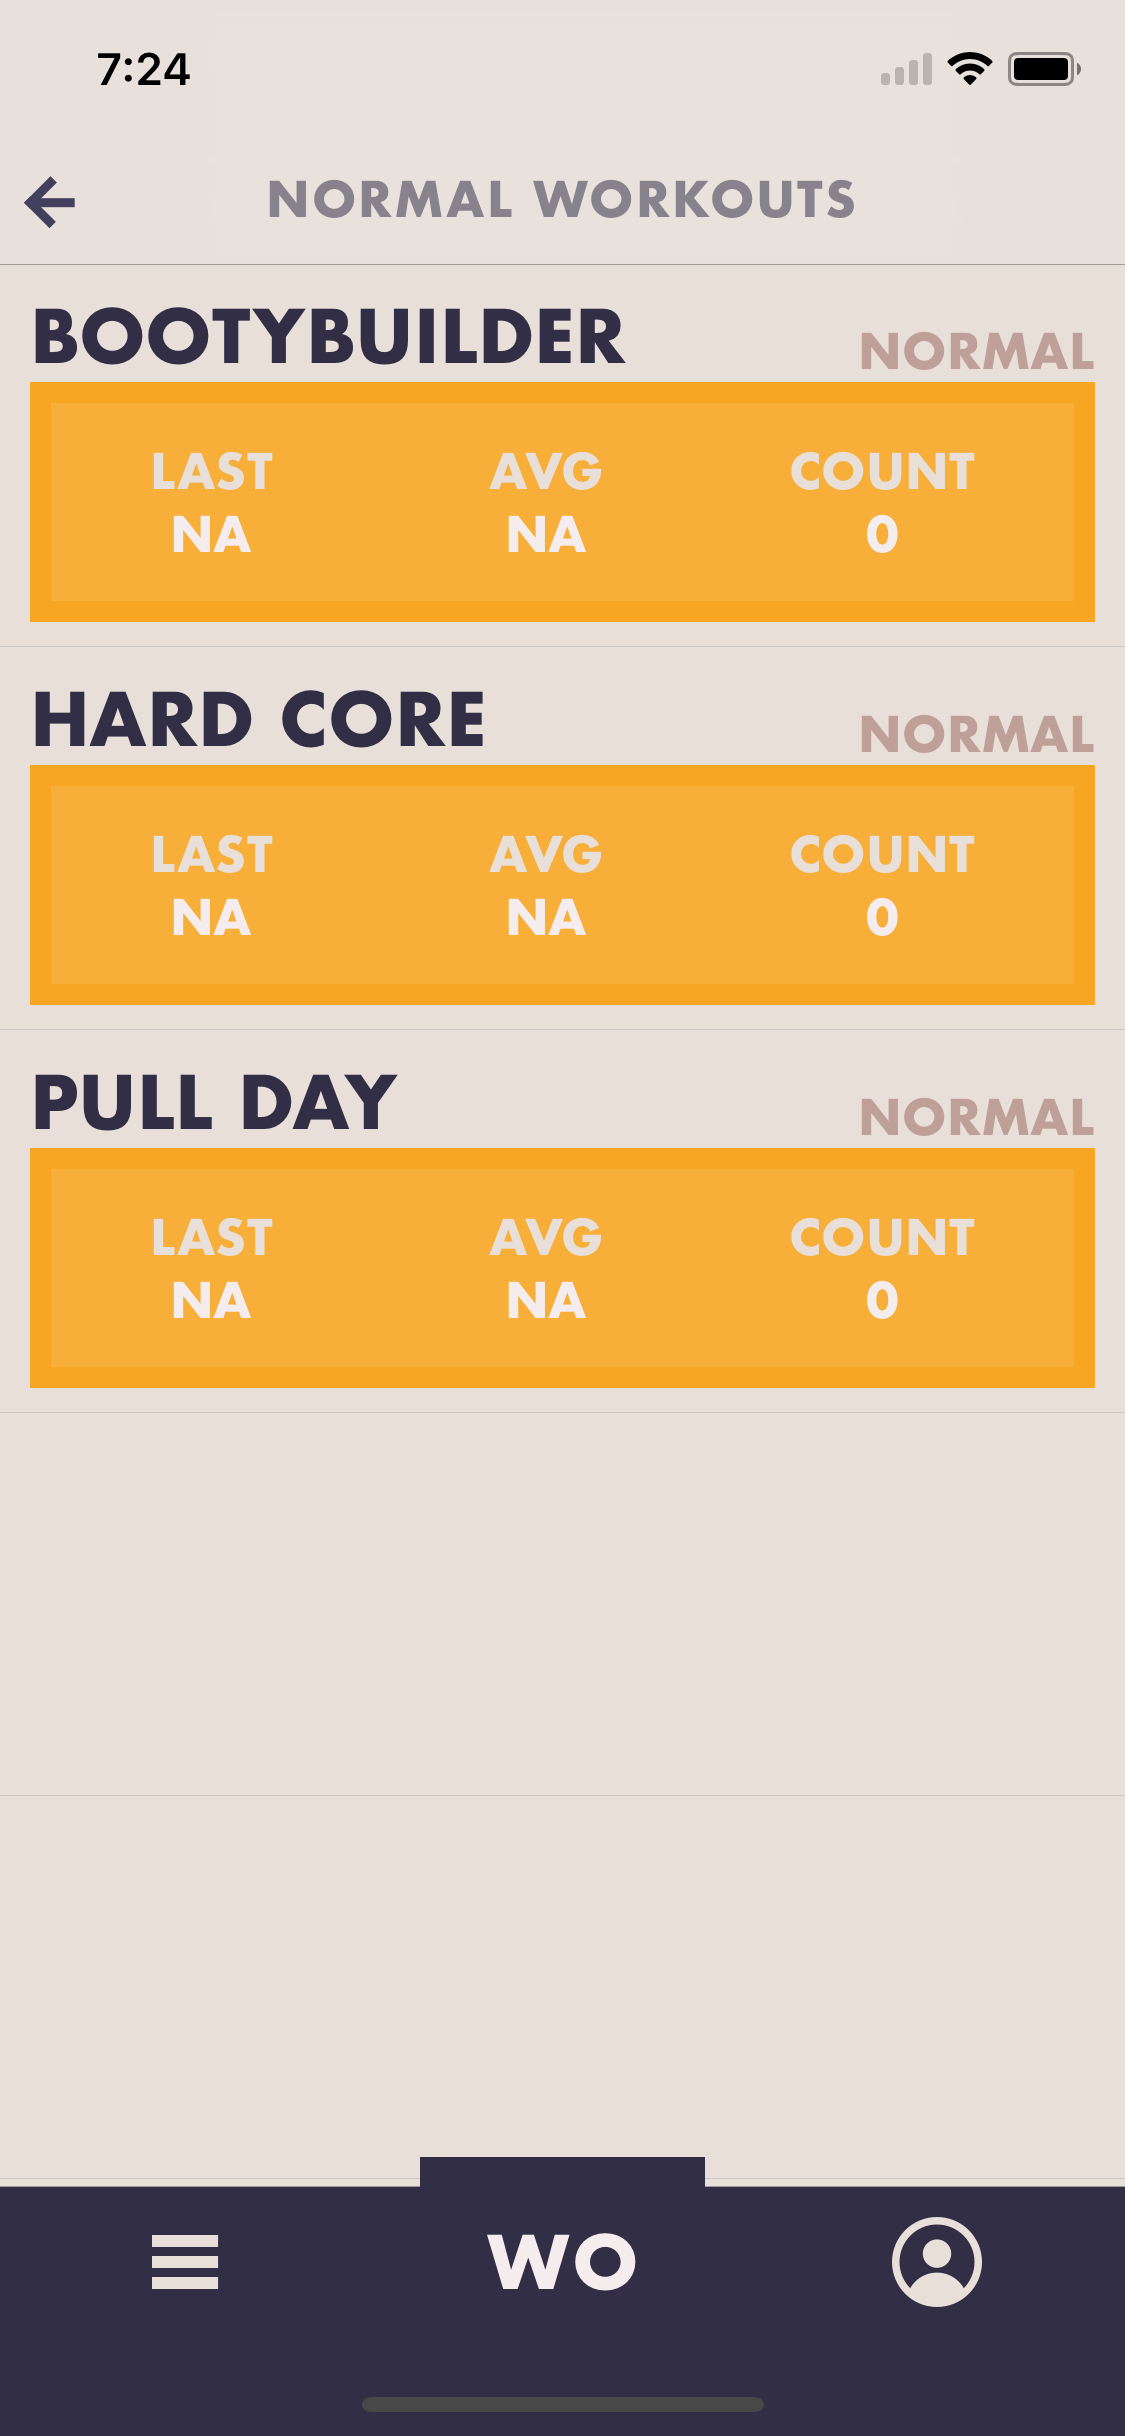 7:24
NORMAL WORKOUTS
BOOTYBUILDER NORMAL
LAST AVG COUNT
NA NA 0
HARD CORE NORMAL
LAST AVG COUNT
NA NA 0
PULL DAY NORMAL
LAST AVG COUNT
NA NA 0
WO